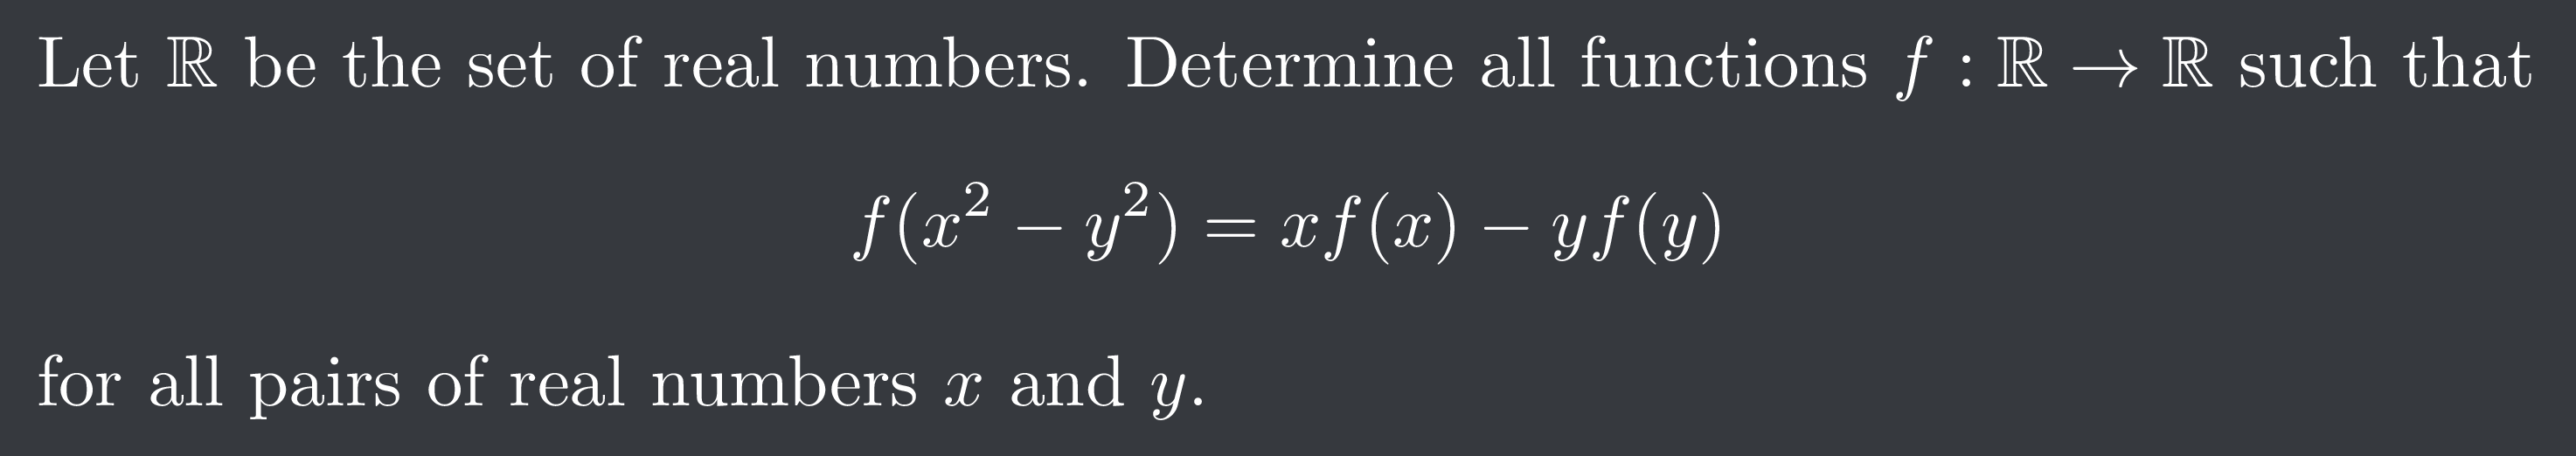 Let ℝ be the set of real numbers. Determine all functions f : ℝ → ℝ such that
f(x² − y²) = xf(x) − yf(y)
for all pairs of real numbers x and y.